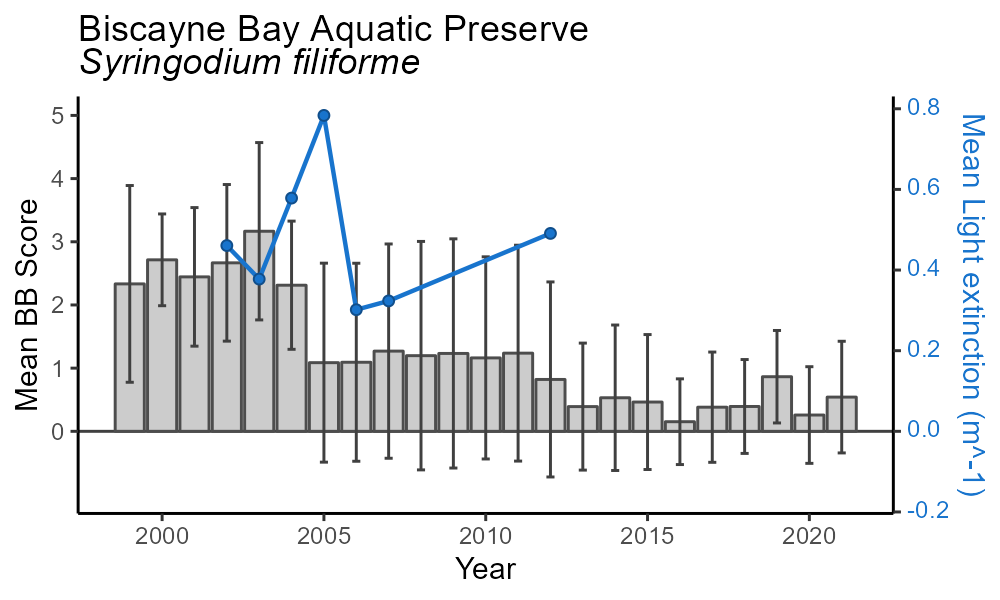 Biscayne Bay Aquatic Preserve
Syringodium filiforme
Mean BB Score
5
4
3
2
1
0
0.8
0.6
0.4
0.2
0.0
-0.2
Mean Light extinction (m^-1)
2000 2005 2010 2015 2020
Year